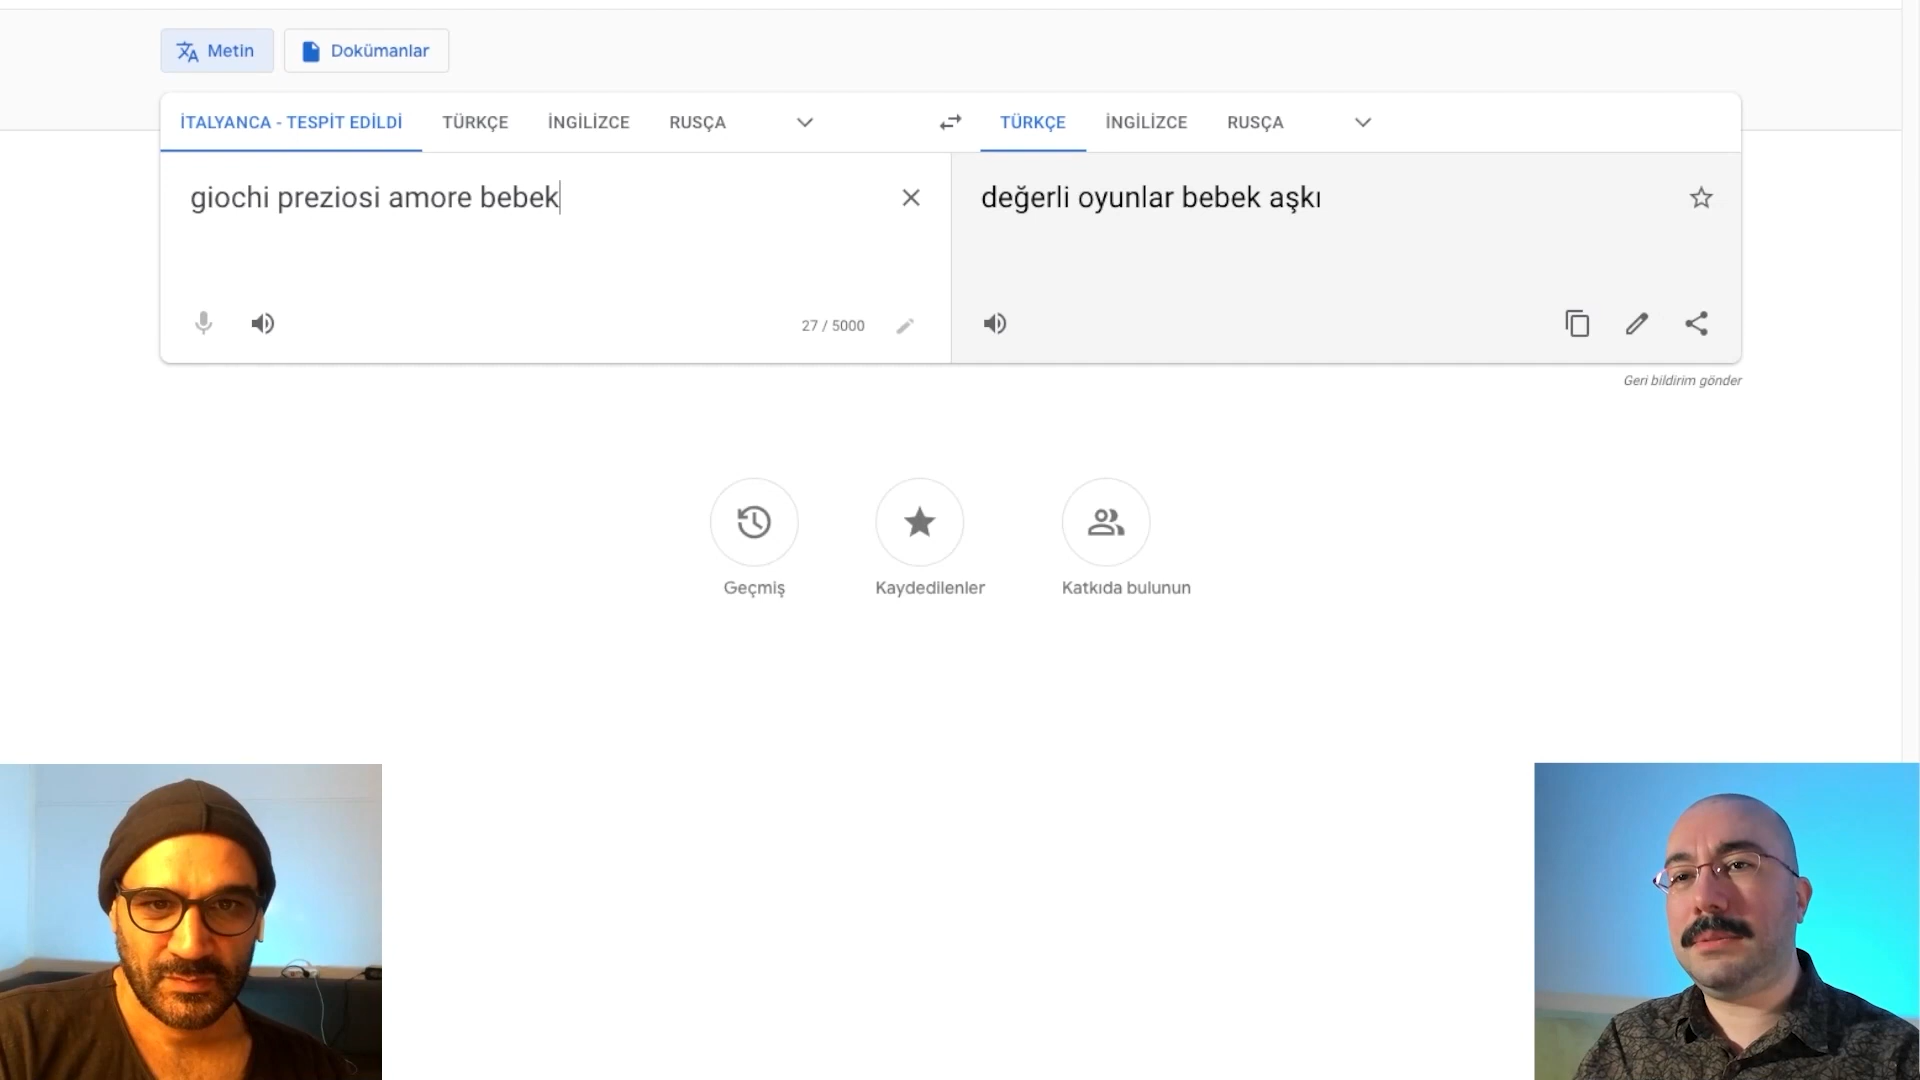 Metin Dokümanlar
İTALYANCA - TESPİT EDİLDİ TÜRKÇE İNGİLİZCE RUSÇA TÜRKÇE İNGİLİZCE RUSÇA
giochi preziosi amore bebek
değerli oyunlar bebek aşkı
27 / 5000
Geri bildirim gönder
Geçmiş Kaydedilenler Katkıda bulunun